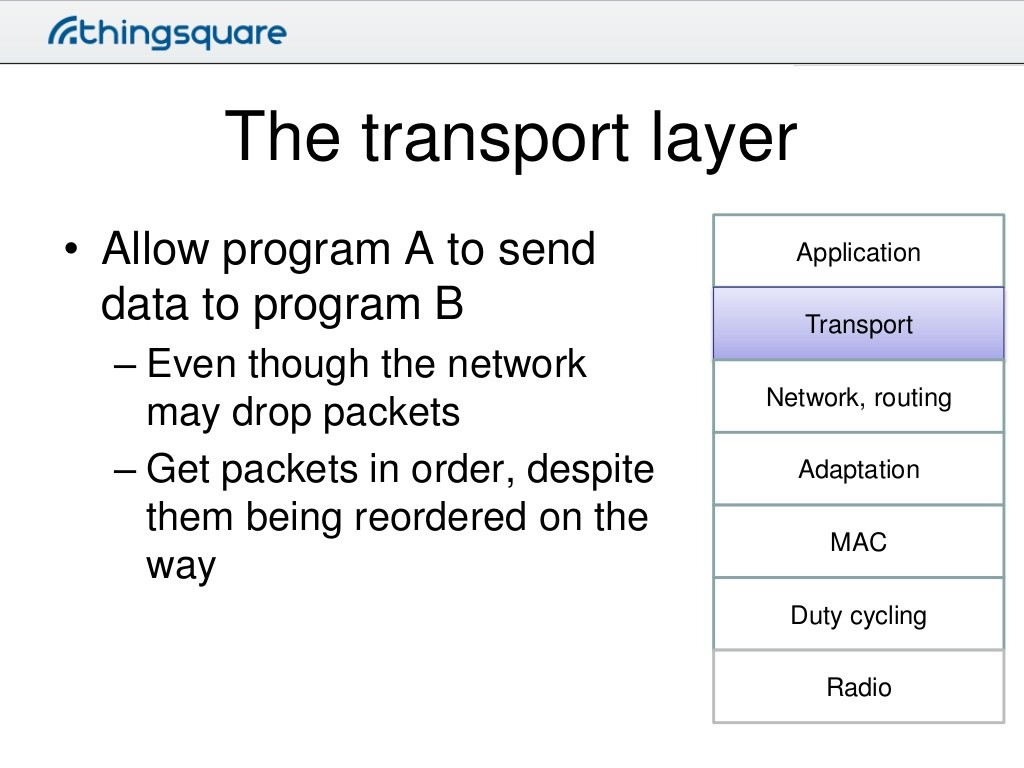 thingsquare
The transport layer
• Allow program A to send
data to program B
– Even though the network
may drop packets
– Get packets in order, despite
them being reordered on the
way
Application
Transport
Network, routing
Adaptation
MAC
Duty cycling
Radio